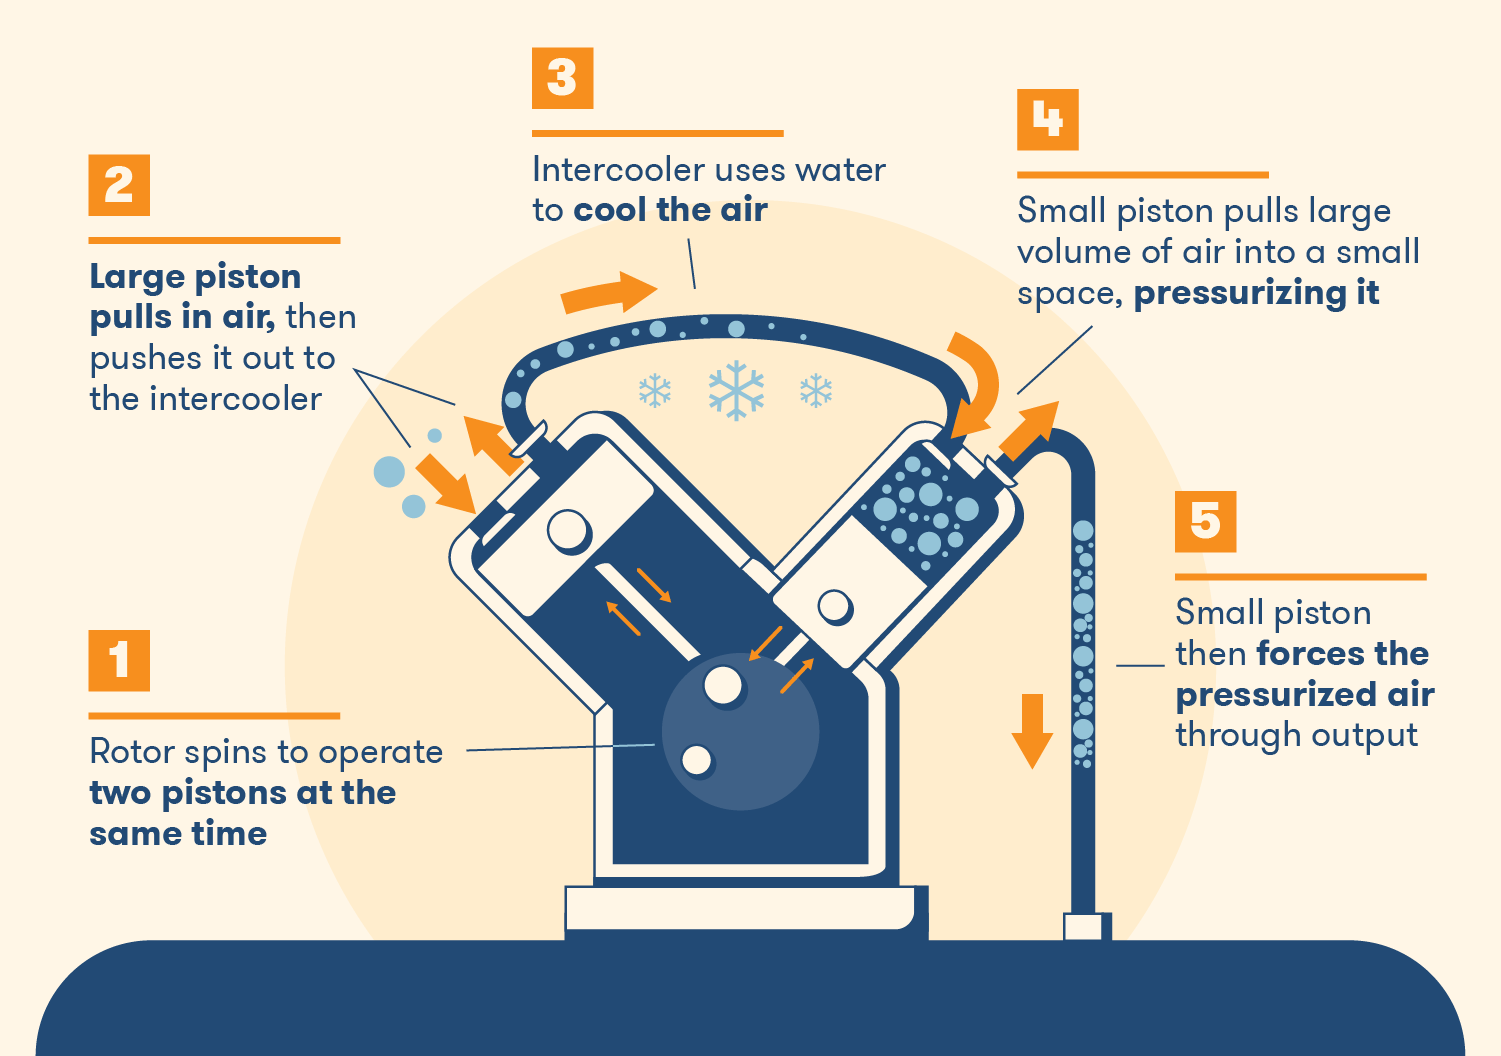 1
Rotor spins to operate
two pistons at the
same time
2
Large piston
pulls in air, then
pushes it out to
the intercooler
3
Intercooler uses water
to cool the air
4
Small piston pulls large
volume of air into a small
space, pressurizing it
5
Small piston
then forces the
pressurized air
through output